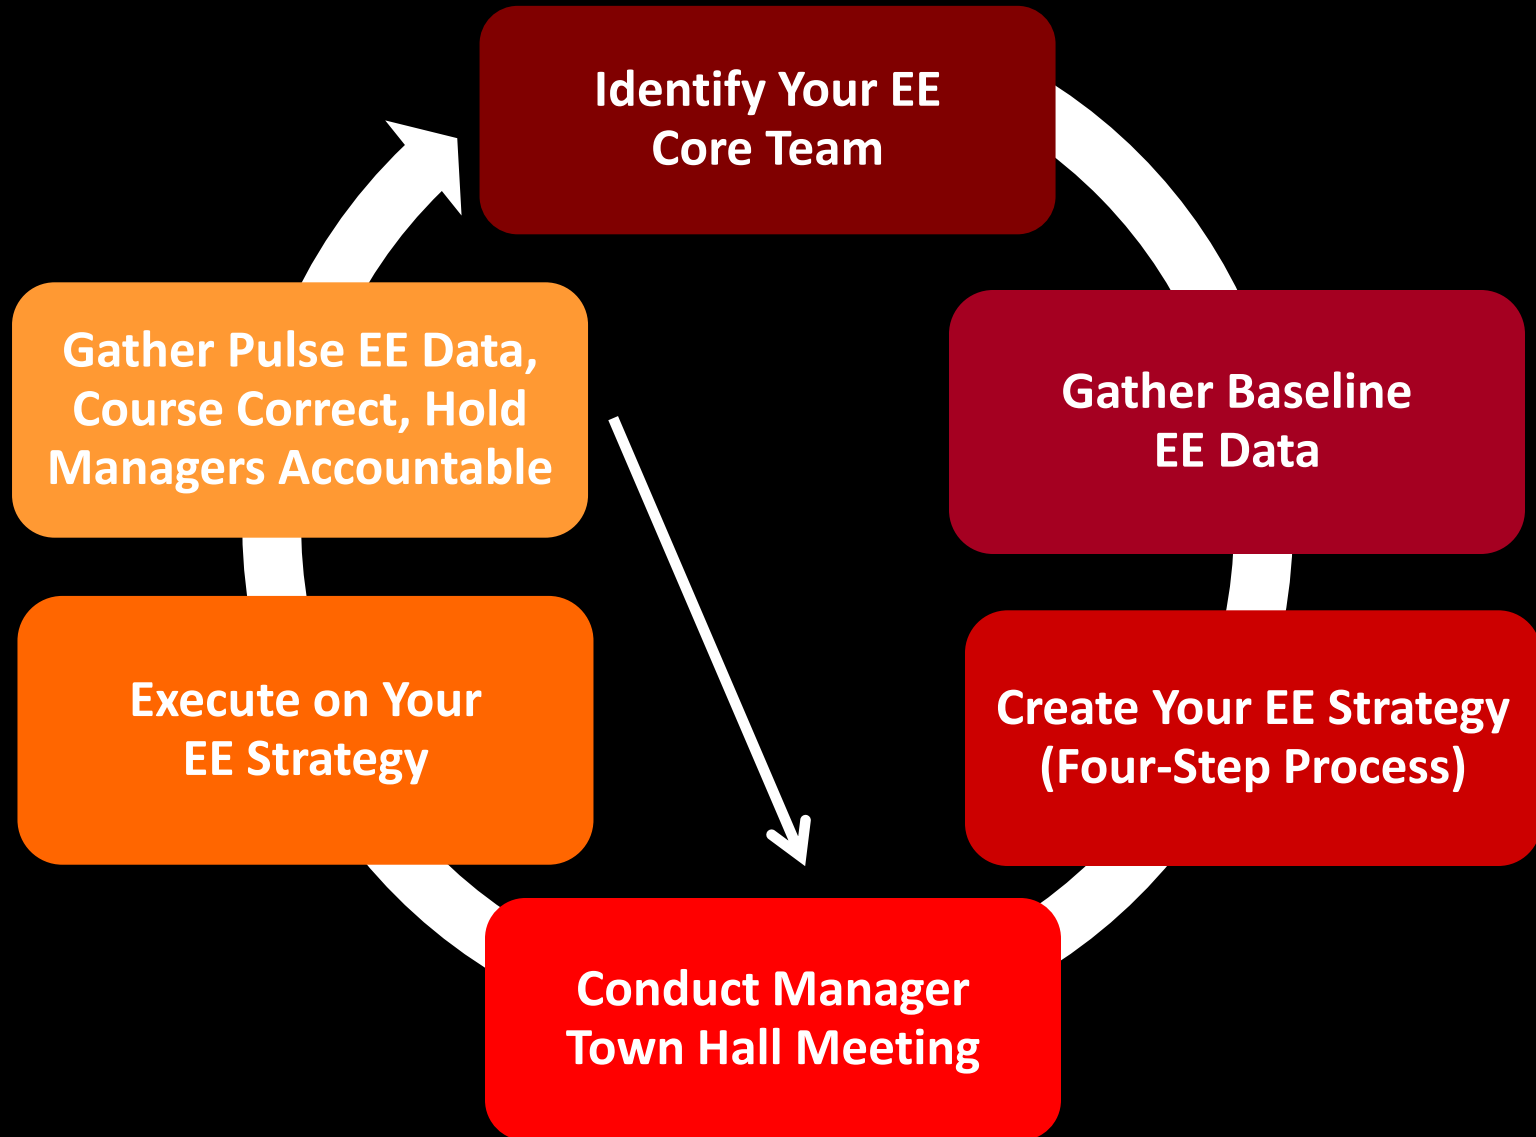 Identify Your EE
Core Team
Gather Baseline
EE Data
Create Your EE Strategy
(Four-Step Process)
Conduct Manager
Town Hall Meeting
Execute on Your
EE Strategy
Gather Pulse EE Data,
Course Correct, Hold
Managers Accountable